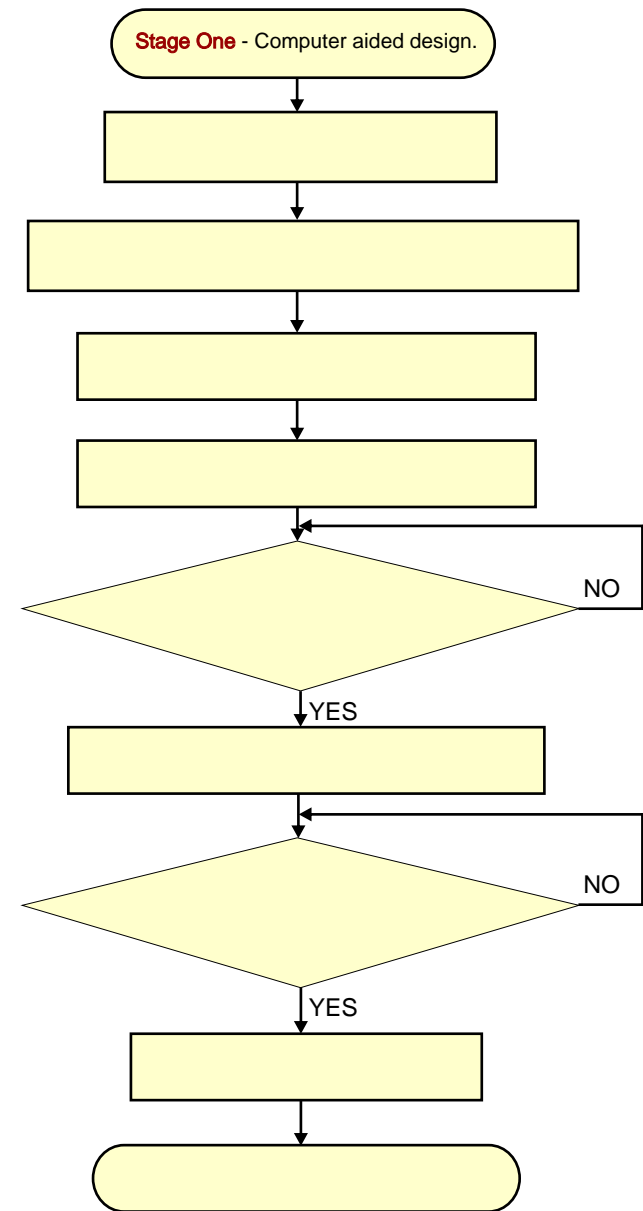 Stage One - Computer aided design.
NO
YES
NO
YES